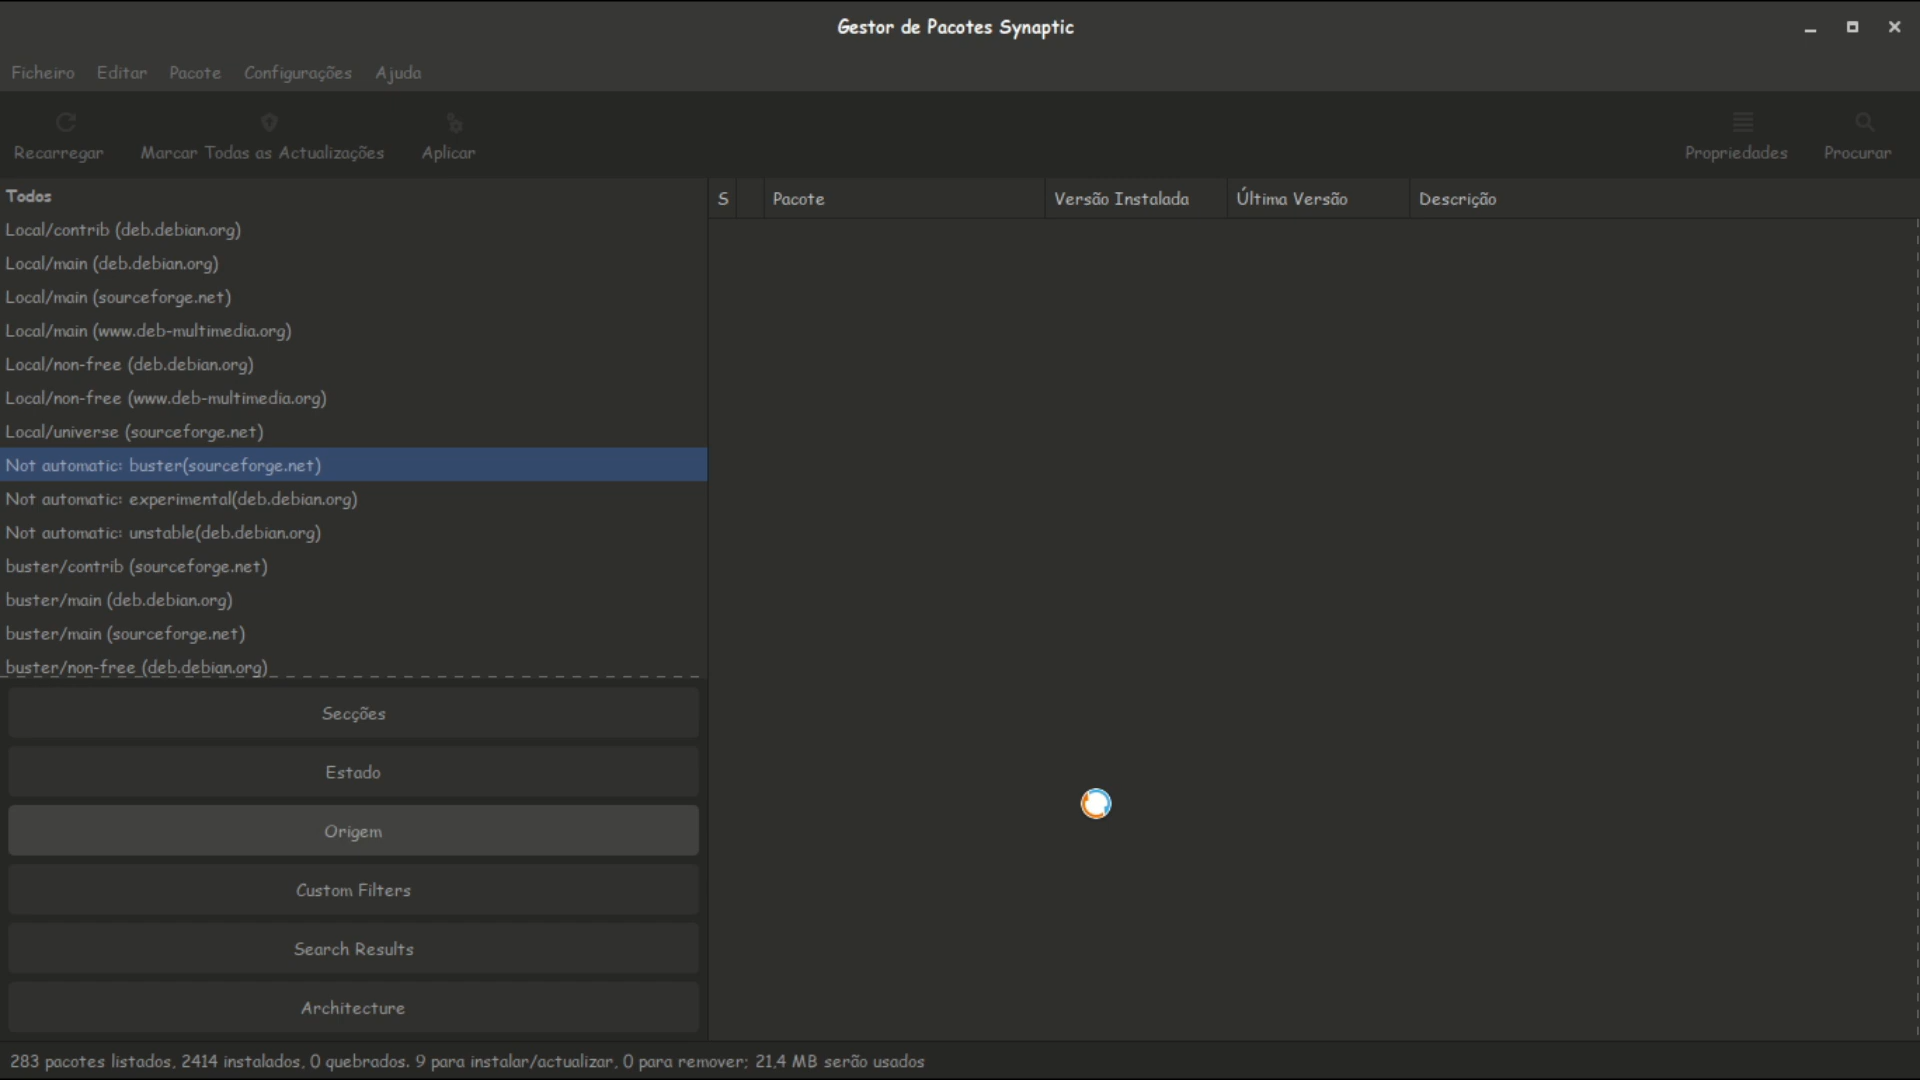 Gestor de Pacotes Synaptic
Ficheiro Editar Pacote Configurações Ajuda
Recarregar Marcar Todas as Actualizações Aplicar Propriedades Procurar
Todos
Local/contrib (deb.debian.org)
Local/main (deb.debian.org)
Local/main (sourceforge.net)
Local/main (www.deb-multimedia.org)
Local/non-free (deb.debian.org)
Local/non-free (www.deb-multimedia.org)
Local/universe (sourceforge.net)
Not automatic: buster(sourceforge.net)
Not automatic: experimental(deb.debian.org)
Not automatic: unstable(deb.debian.org)
buster/contrib (sourceforge.net)
buster/main (deb.debian.org)
buster/main (sourceforge.net)
buster/non-free (deb.debian.org)
Secções
Estado
Origem
Custom Filters
Search Results
Architecture
S Pacote Versão Instalada Última Versão Descrição
283 pacotes listados, 2414 instalados, 0 quebrados. 9 para instalar/actualizar, 0 para remover; 21,4 MB serão usados